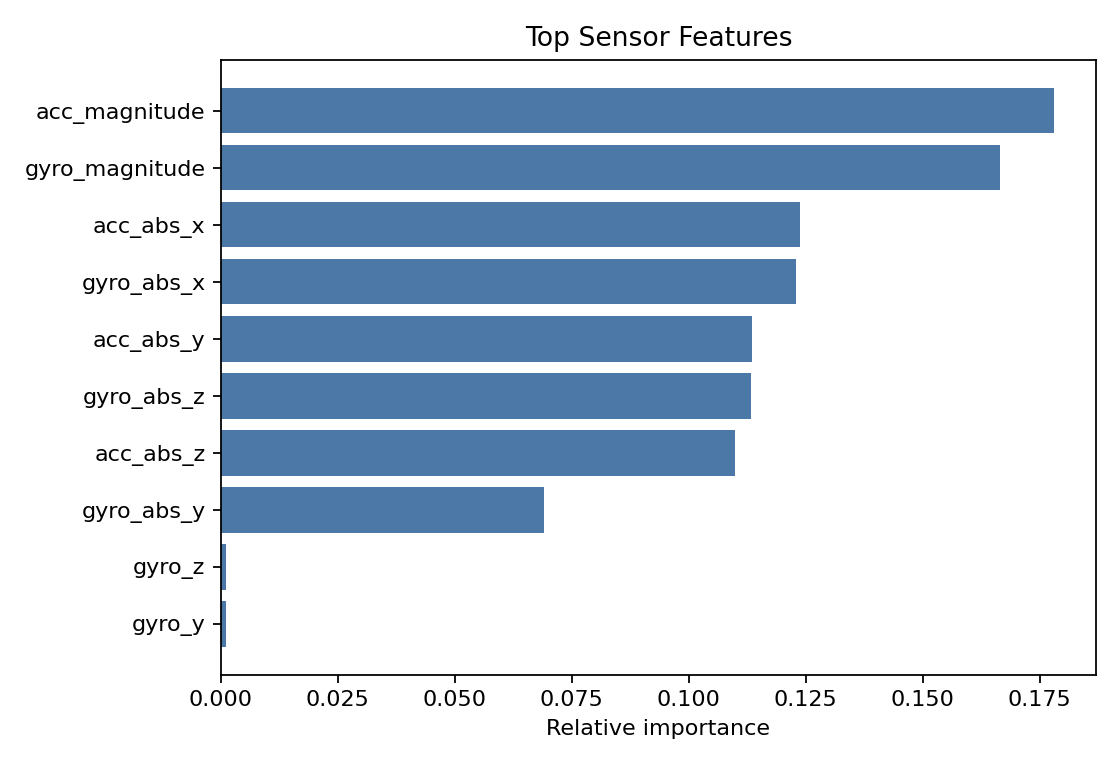 Top Sensor Features
acc_magnitude
gyro_magnitude
acc_abs_x
gyro_abs_x
acc_abs_y
gyro_abs_z
acc_abs_z
gyro_abs_y
gyro_z
gyro_y
0.000 0.025 0.050 0.075 0.100 0.125 0.150 0.175
Relative importance